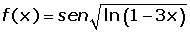 f(x) = sen√(ln(1−3x))